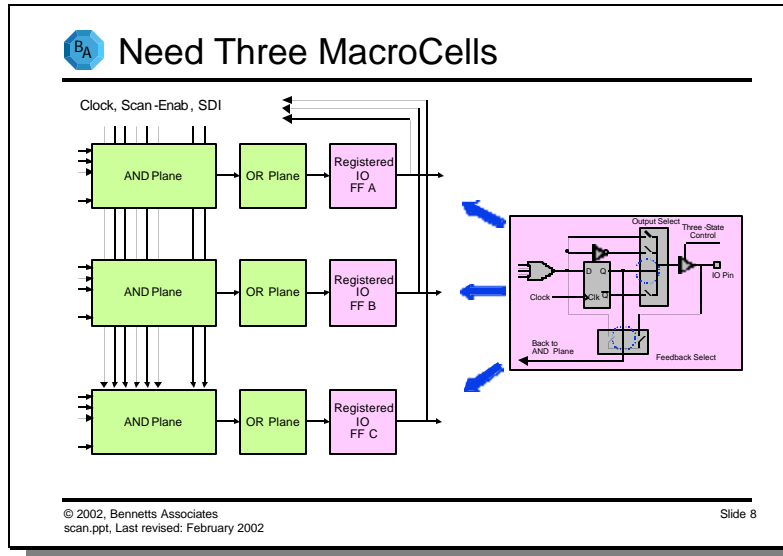 BA
Need Three MacroCells
Clock, Scan-Enab, SDI
AND Plane
OR Plane
Registered
IO
FF A
AND Plane
OR Plane
Registered
IO
FF B
AND Plane
OR Plane
Registered
IO
FF C
Output Select
Three-State
Control
D Q
IO Pin
Clock
Clk Q
Back to
AND Plane
Feedback Select
© 2002, Bennetts Associates
scan.ppt, Last revised: February 2002
Slide 8